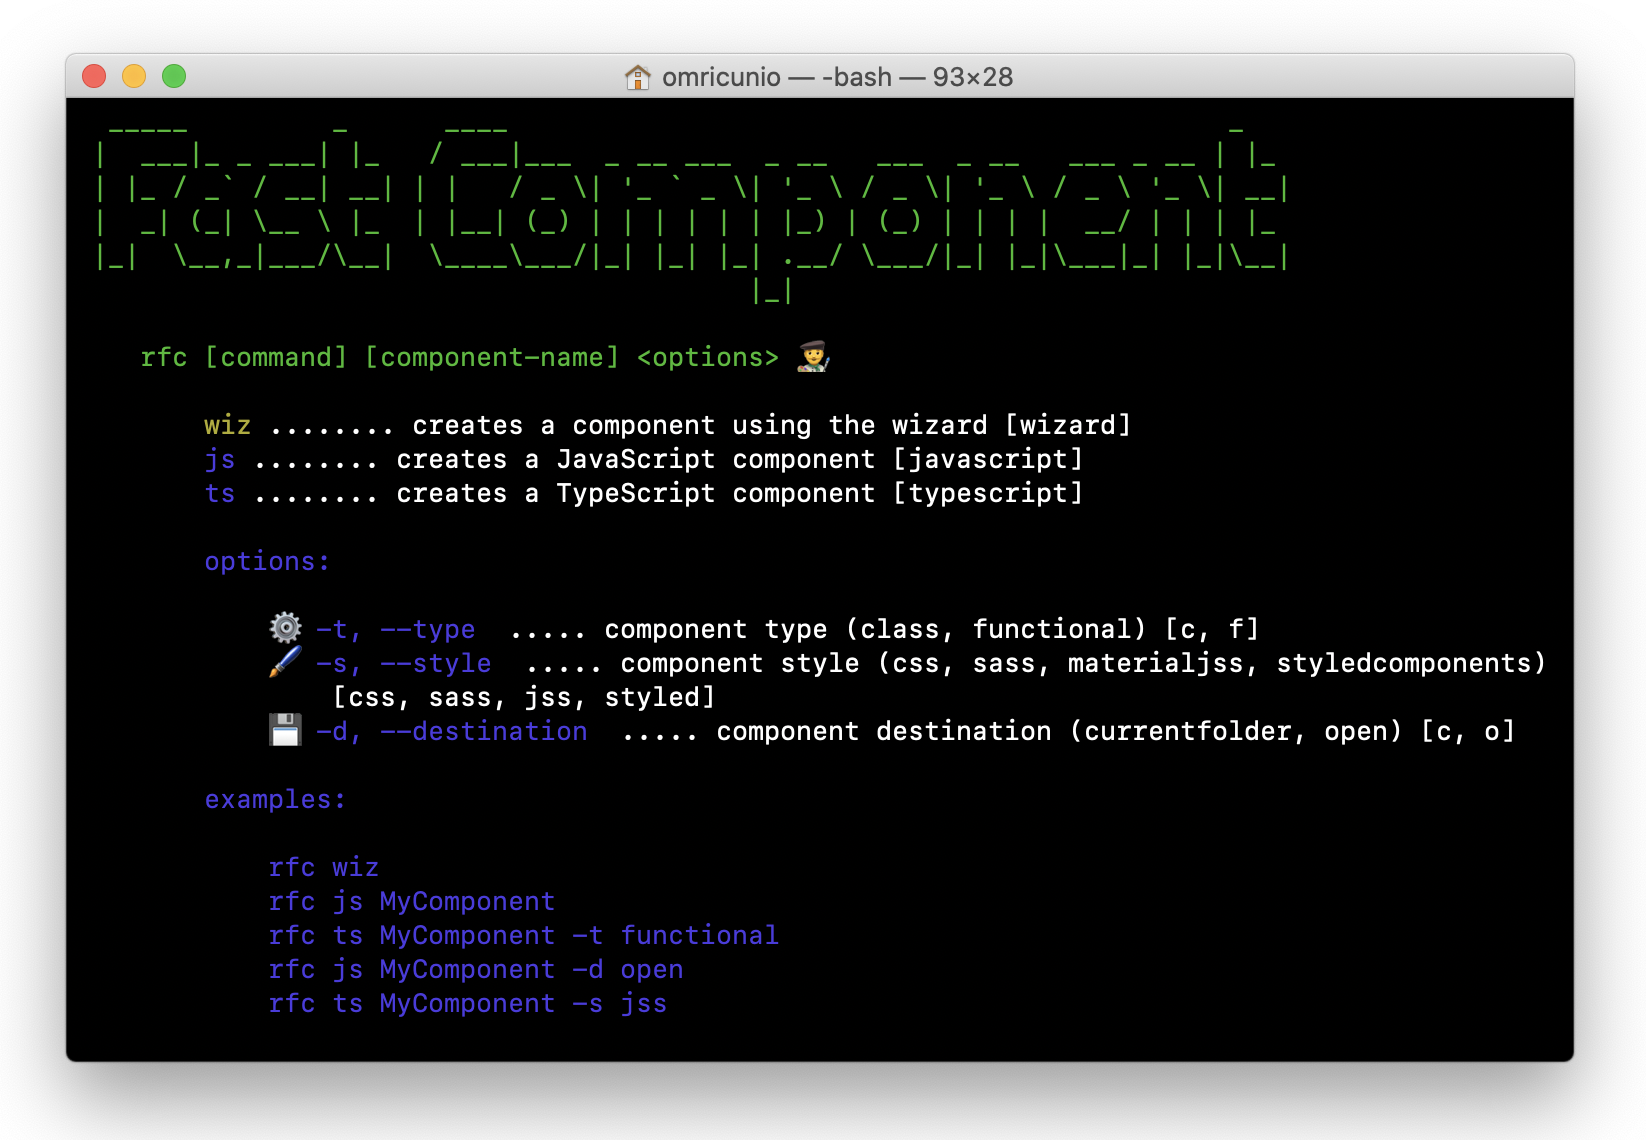 omricunio — -bash — 93×28
Fast Component
rfc [command] [component-name] <options>
wiz ........ creates a component using the wizard [wizard]
js ........ creates a JavaScript component [javascript]
ts ........ creates a TypeScript component [typescript]
options:
-t, --type ..... component type (class, functional) [c, f]
-s, --style ..... component style (css, sass, materialjss, styledcomponents)
[css, sass, jss, styled]
-d, --destination ..... component destination (currentfolder, open) [c, o]
examples:
rfc wiz
rfc js MyComponent
rfc ts MyComponent -t functional
rfc js MyComponent -d open
rfc ts MyComponent -s jss